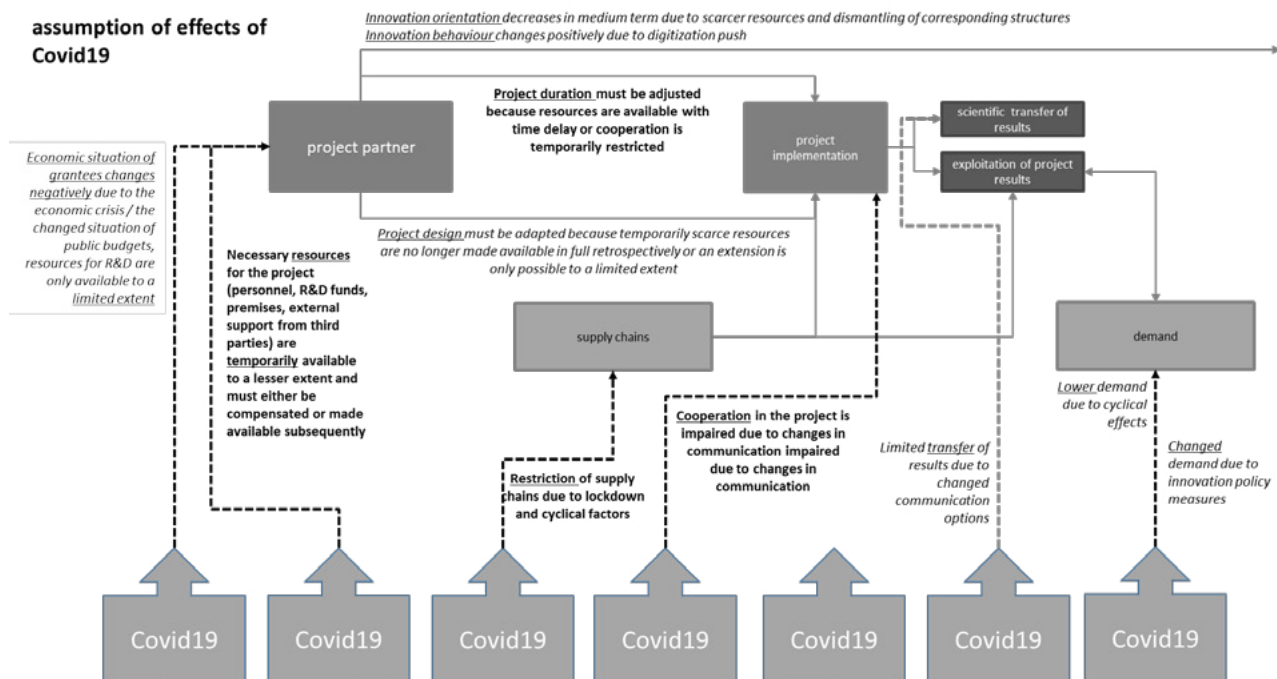 assumption of effects of
Covid19
Innovation orientation decreases in medium term due to scarcer resources and dismantling of corresponding structures
Innovation behaviour changes positively due to digitization push
project partner
Project duration must be adjusted
because resources are available with
time delay or cooperation is
temporarily restricted
project
implementation
scientific transfer of
results
exploitation of project
results
Economic situation of
grantees changes
negatively due to the
economic crisis / the
changed situation of
public budgets,
resources for R&D are
only available to a
limited extent
Project design must be adapted because temporarily scarce resources
are no longer made available in full retrospectively or an extension is
only possible to a limited extent
Necessary resources
for the project
(personnel, R&D funds,
premises, external
support from third
parties) are
temporarily available
to a lesser extent and
must either be
compensated or made
available subsequently
supply chains
demand
Restriction of supply
chains due to lockdown
and cyclical factors
Cooperation in the project is
impaired due to changes in
communication impaired
due to changes in
communication
Limited transfer of
results due to
changed
communication
options
Lower demand
due to cyclical
effects
Changed
demand due to
innovation policy
measures
Covid19
Covid19
Covid19
Covid19
Covid19
Covid19
Covid19